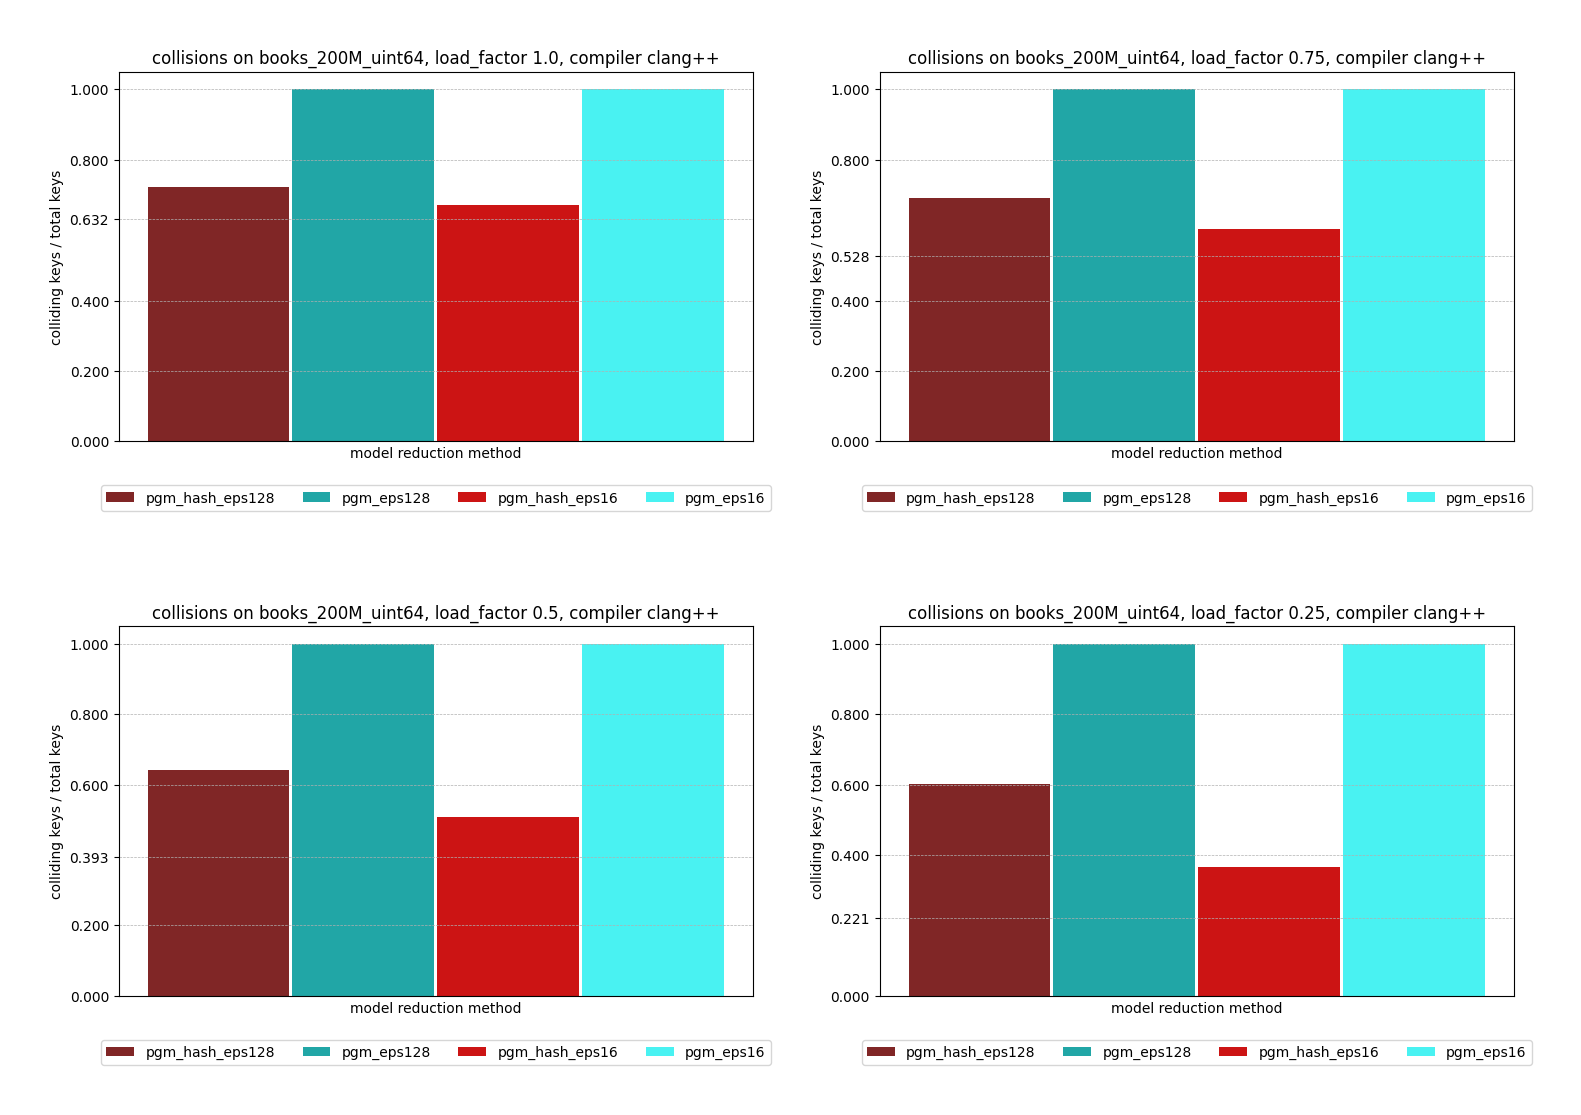 collisions on books_200M_uint64, load_factor 1.0, compiler clang++
1.000
0.800
0.632
0.400
0.200
0.000
colliding keys / total keys
model reduction method
pgm_hash_eps128 pgm_eps128 pgm_hash_eps16 pgm_eps16
collisions on books_200M_uint64, load_factor 0.75, compiler clang++
1.000
0.800
0.528
0.400
0.200
0.000
colliding keys / total keys
model reduction method
pgm_hash_eps128 pgm_eps128 pgm_hash_eps16 pgm_eps16
collisions on books_200M_uint64, load_factor 0.5, compiler clang++
1.000
0.800
0.600
0.393
0.200
0.000
colliding keys / total keys
model reduction method
pgm_hash_eps128 pgm_eps128 pgm_hash_eps16 pgm_eps16
collisions on books_200M_uint64, load_factor 0.25, compiler clang++
1.000
0.800
0.600
0.400
0.221
0.000
colliding keys / total keys
model reduction method
pgm_hash_eps128 pgm_eps128 pgm_hash_eps16 pgm_eps16